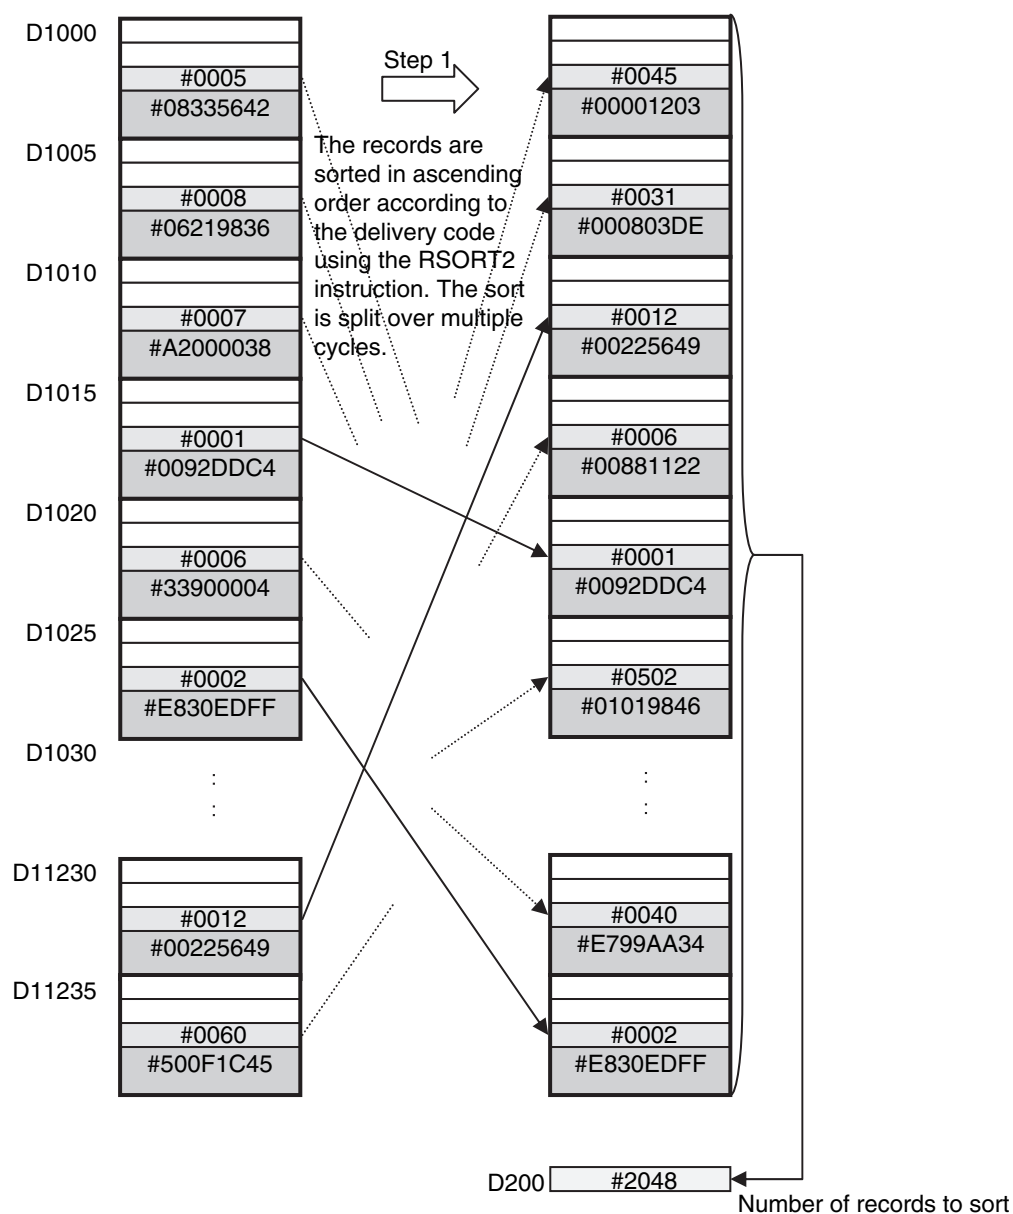 D1000
#0005
#08335642
D1005
#0008
#06219836
D1010
#0007
#A2000038
D1015
#0001
#0092DDC4
D1020
#0006
#33900004
D1025
#0002
#E830EDFF
D1030
:
:
D11230
#0012
#00225649
D11235
#0060
#500F1C45
Step 1
The records are
sorted in ascending
order according to
the delivery code
using the RSORT2
instruction. The sort
is split over multiple
cycles.
#0045
#00001203
#0031
#000803DE
#0012
#00225649
#0006
#00881122
#0001
#0092DDC4
#0502
#01019846
:
:
#0040
#E799AA34
#0002
#E830EDFF
D200 #2048
Number of records to sort